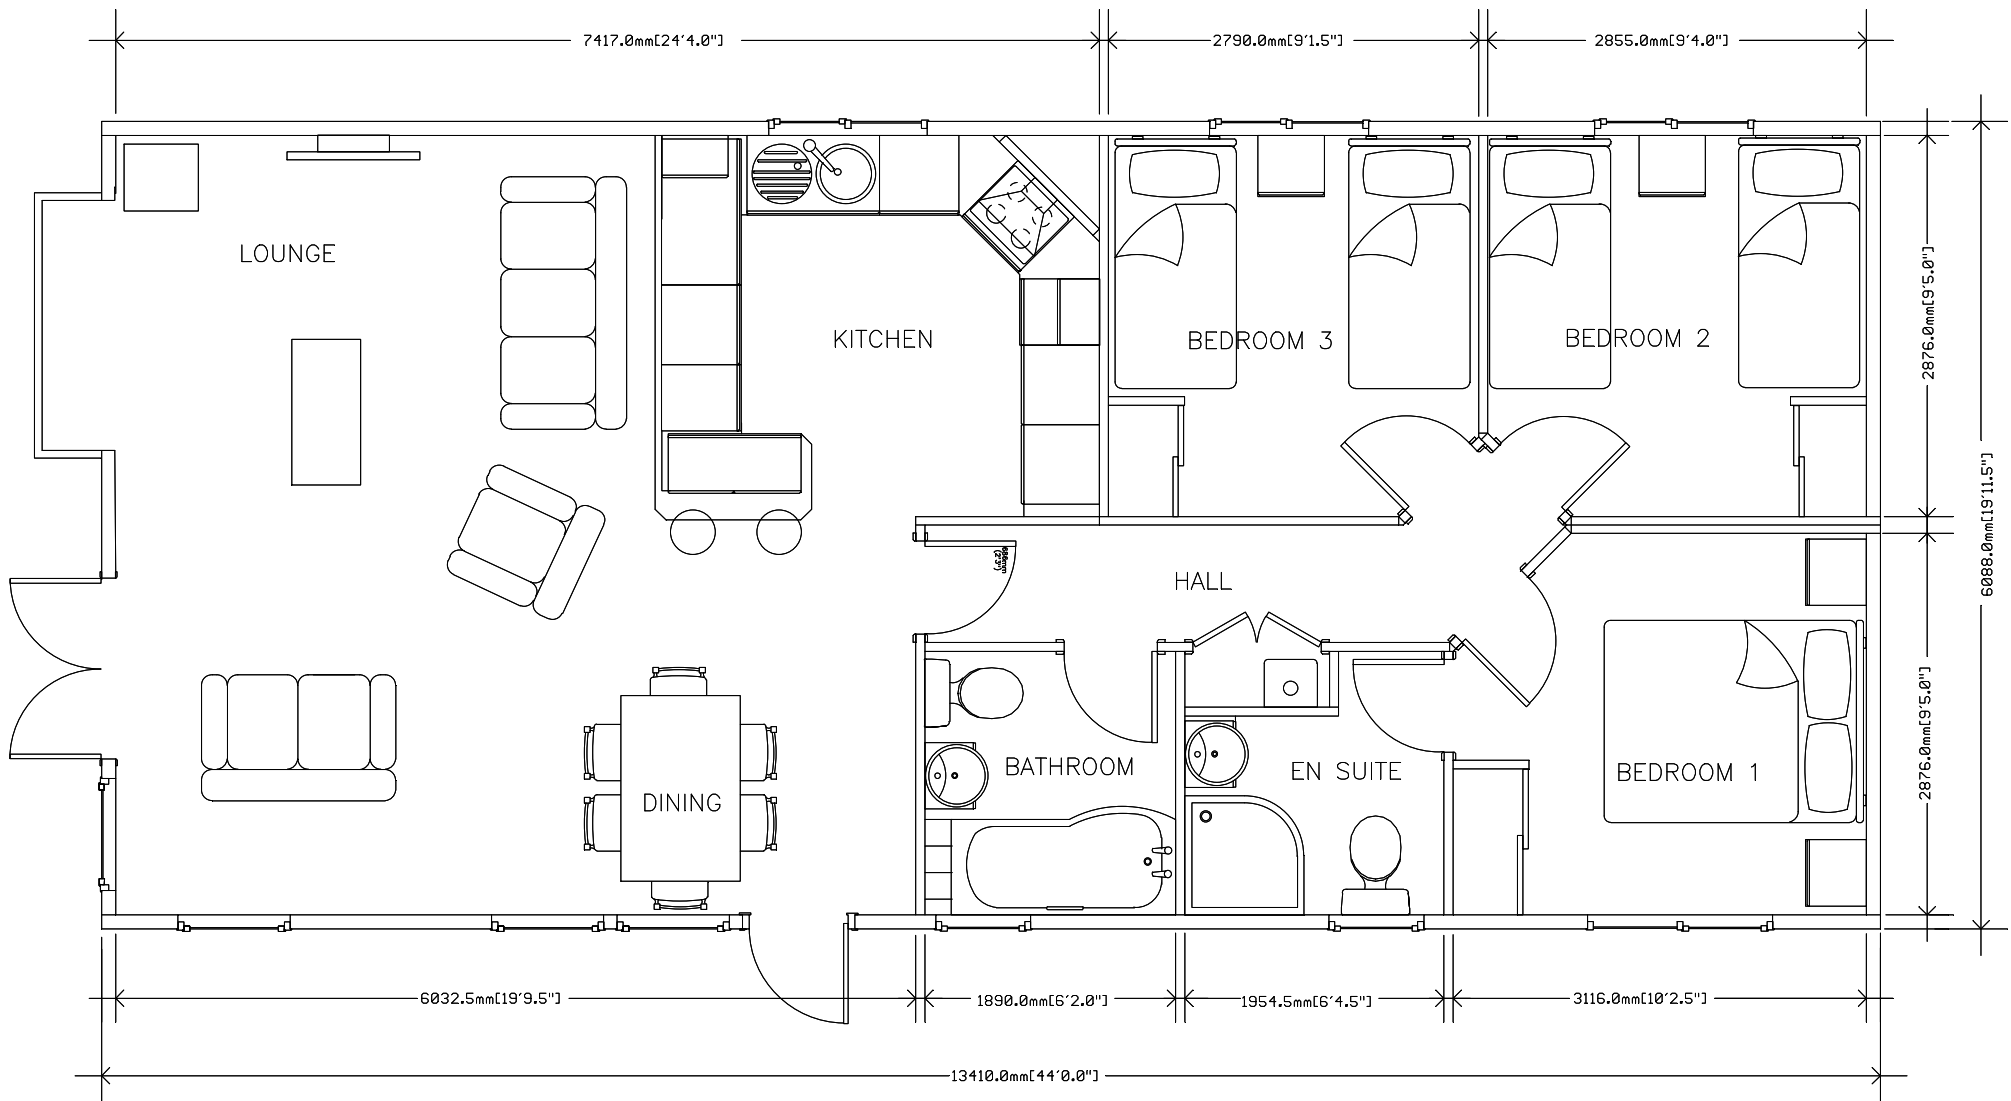 7417.0mm[24'4.0"]
2790.0mm[9'1.5"]
2855.0mm[9'4.0"]
LOUNGE
KITCHEN
BEDROOM 3
BEDROOM 2
2876.0mm[9'5.0"]
6088.0mm[19'11.5"]
686mm
(2'3")
HALL
BATHROOM
EN SUITE
BEDROOM 1
DINING
2876.0mm[9'5.0"]
6032.5mm[19'9.5"]
1890.0mm[6'2.0"]
1954.5mm[6'4.5"]
3116.0mm[10'2.5"]
13410.0mm[44'0.0"]